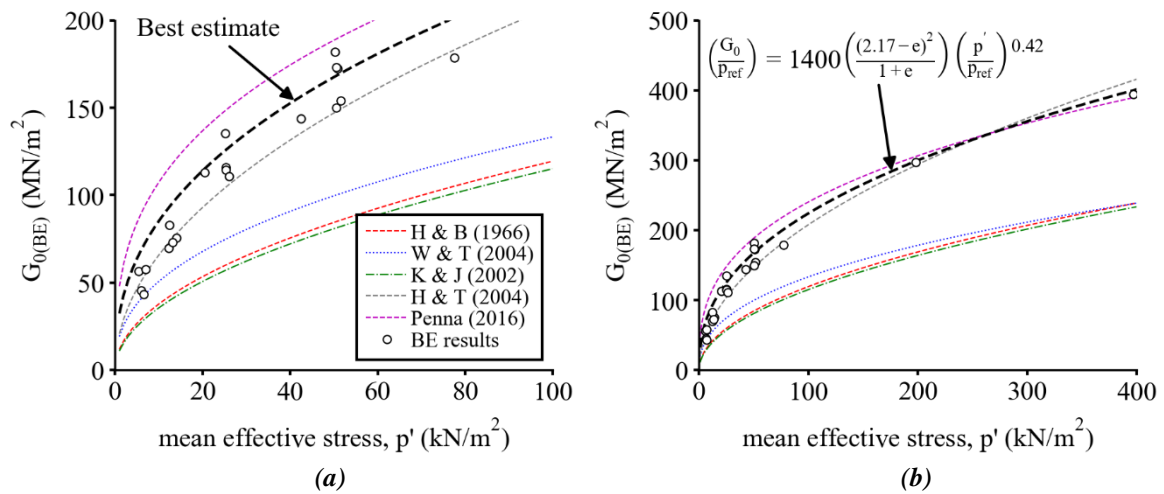 200
150
100
50
0
G0(BE) (MN/m²)
Best estimate
H & B (1966)
W & T (2004)
K & J (2002)
H & T (2004)
Penna (2016)
BE results
0 20 40 60 80 100
mean effective stress, p' (kN/m²)
(a)
500
400
300
200
100
0
G0(BE) (MN/m²)
(G0/pref) = 1400((2.17−e)²/1+e)(p'/pref)^0.42
0 100 200 300 400
mean effective stress, p' (kN/m²)
(b)